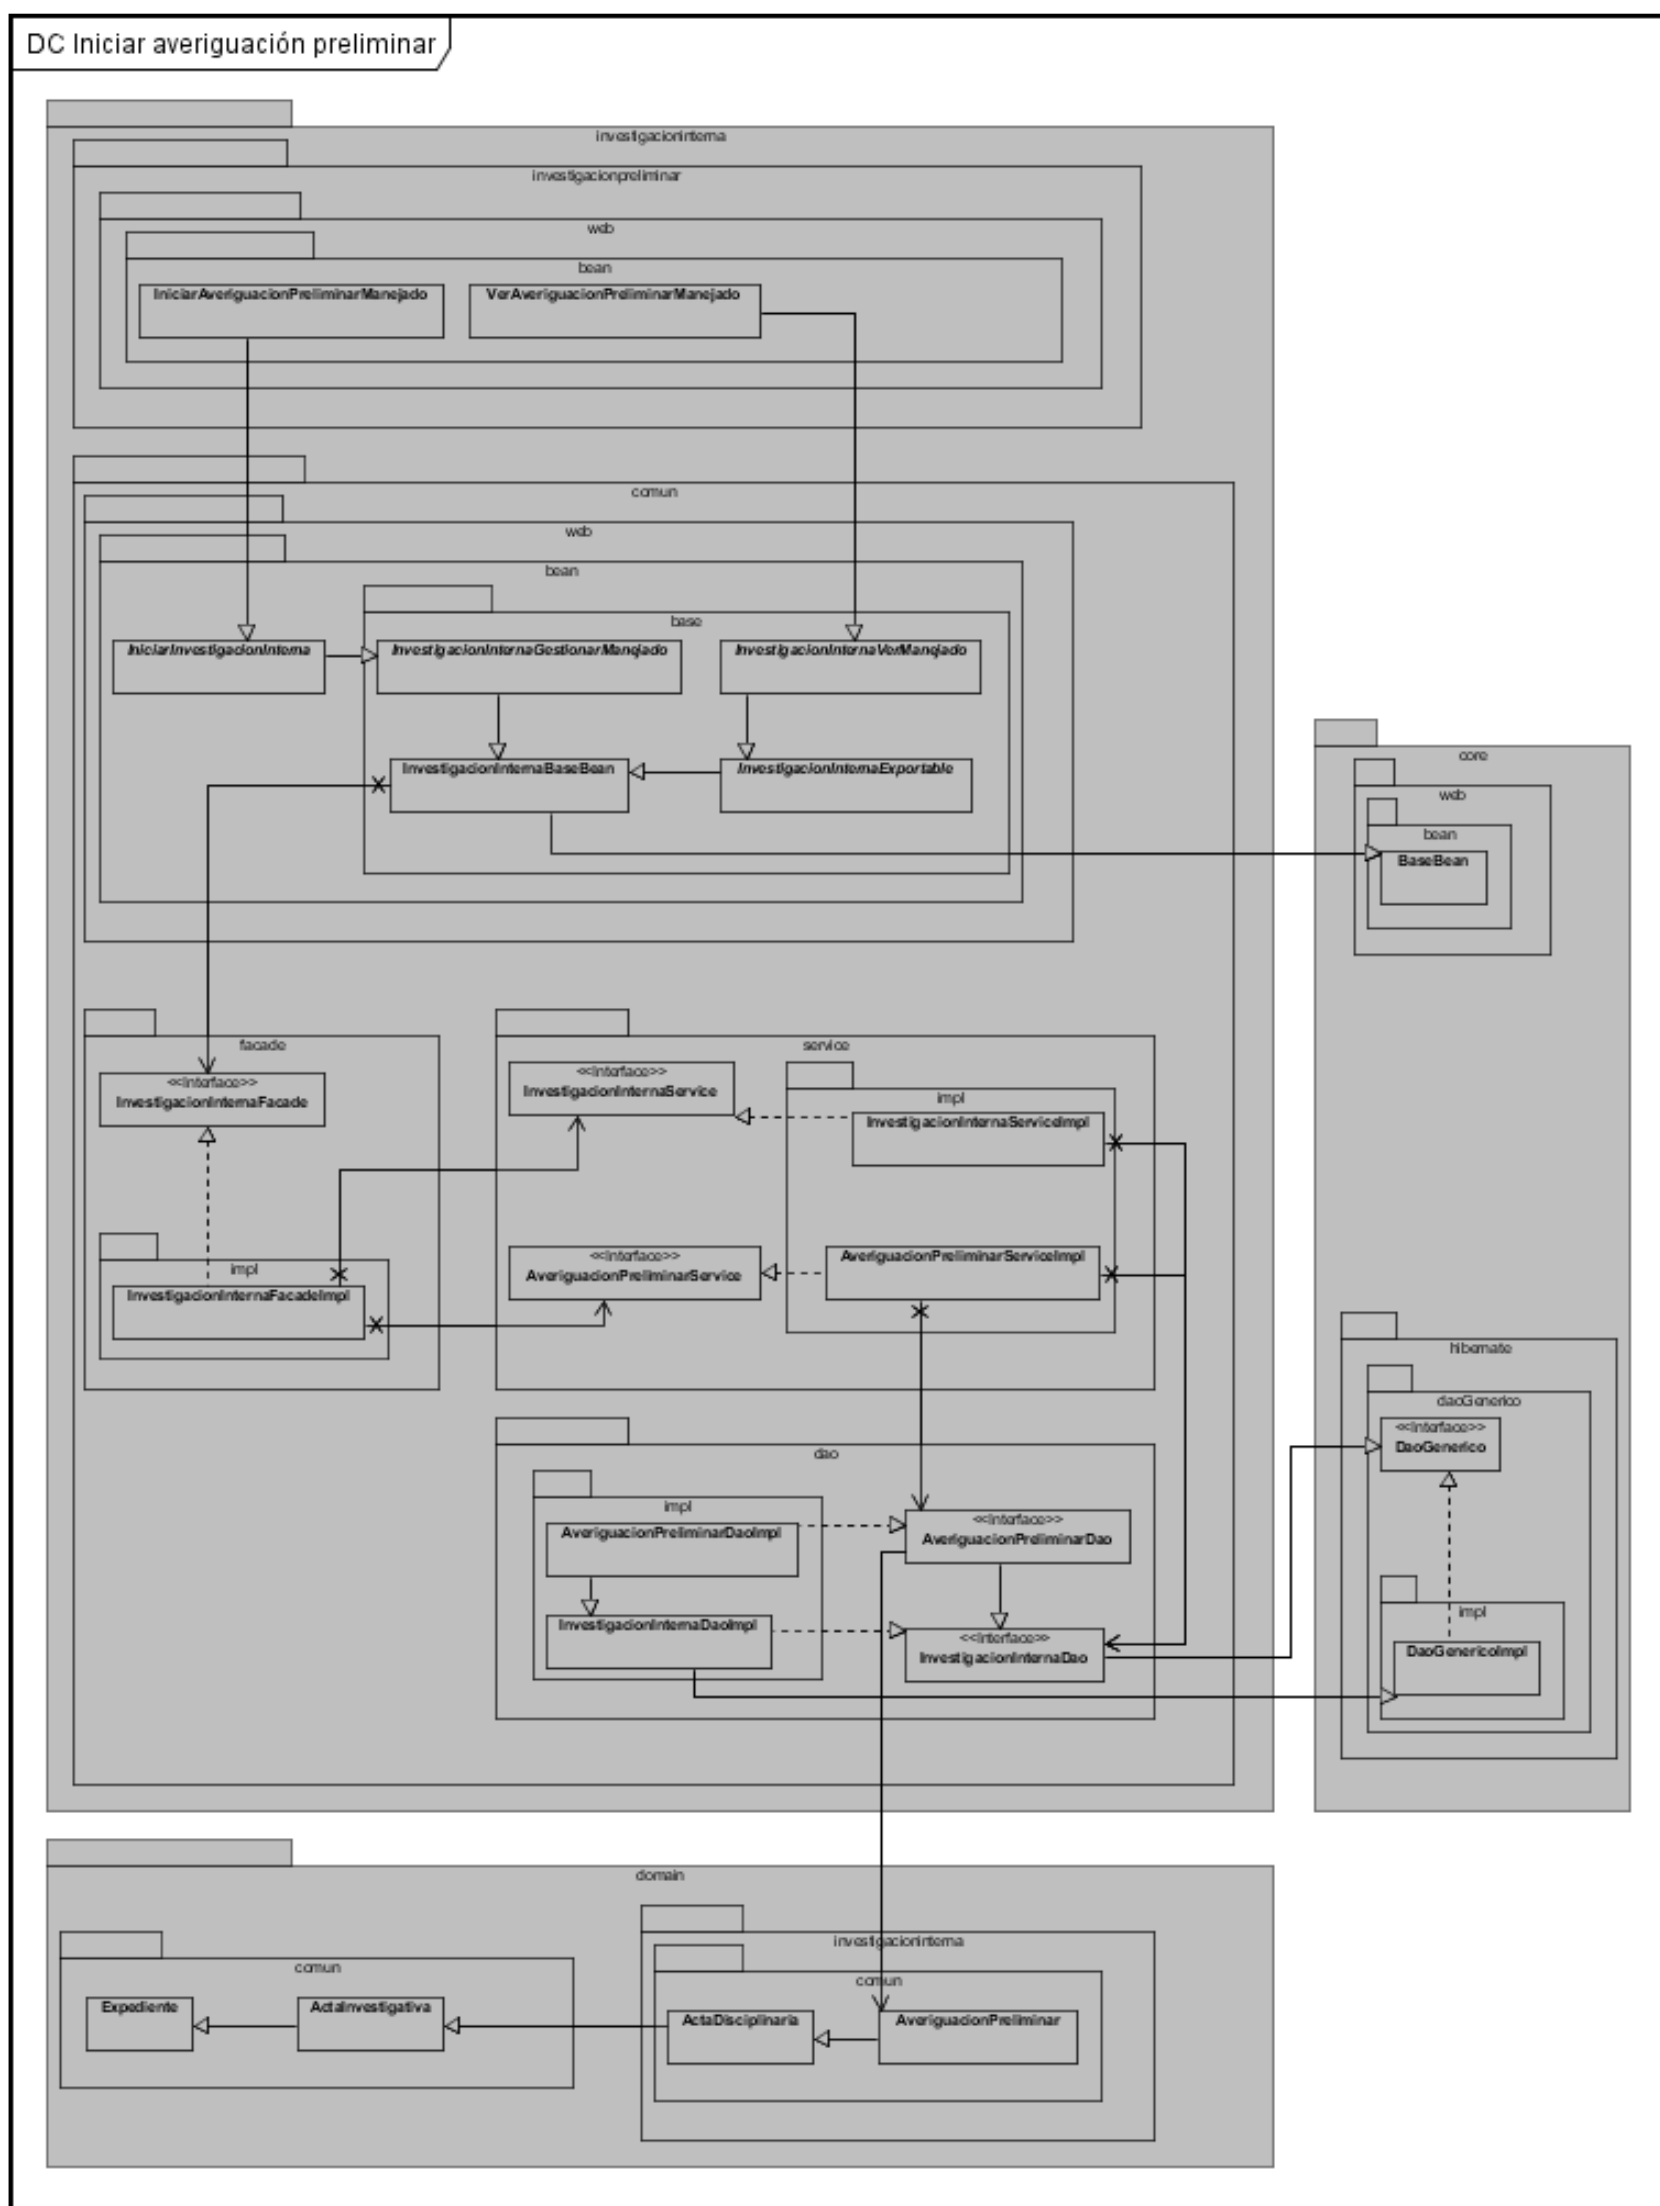 DC Iniciar averiguación preliminar
investigacioninterna
investigacionpreliminar
web
bean
IniciarAveriguacionPreliminarManejado
VerAveriguacionPreliminarManejado
comun
web
bean
base
IniciarInvestigacionInterna
InvestigacionInternaGestionarManejado
InvestigacionInternaVerManejado
InvestigacionInternaBaseBean
InvestigacionInternaExportable
core
web
bean
BaseBean
facade
<<Interface>>
InvestigacionInternaFacade
impl
InvestigacionInternaFacadeImpl
service
<<Interface>>
InvestigacionInternaService
impl
InvestigacionInternaServiceImpl
<<Interface>>
AveriguacionPreliminarService
AveriguacionPreliminarServiceImpl
hibernate
daoGenerico
<<Interface>>
DaoGenerico
impl
DaoGenericoImpl
dao
impl
AveriguacionPreliminarDaoImpl
<<Interface>>
AveriguacionPreliminarDao
InvestigacionInternaDaoImpl
<<Interface>>
InvestigacionInternaDao
domain
comun
Expediente
ActaInvestigativa
investigacioninterna
comun
ActaDisciplinaria
AveriguacionPreliminar